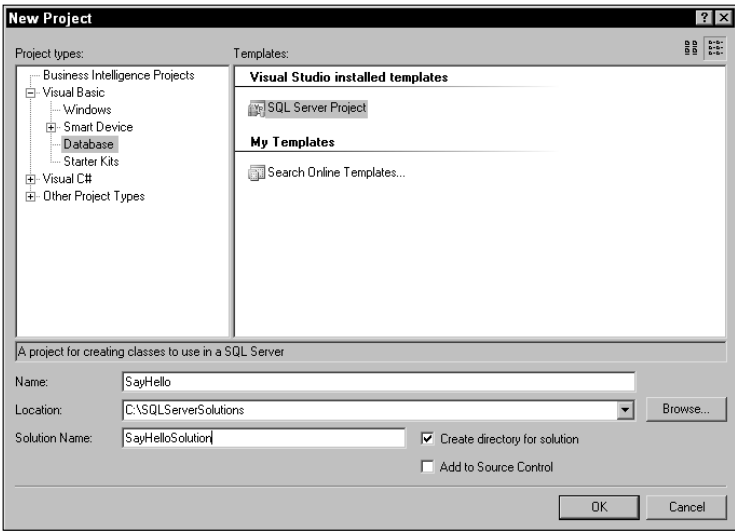 New Project
Project types:
Templates:
Business Intelligence Projects
Visual Basic
Windows
Smart Device
Database
Starter Kits
Visual C#
Other Project Types
Visual Studio installed templates
SQL Server Project
My Templates
Search Online Templates...
A project for creating classes to use in a SQL Server
Name: SayHello
Location: C:\SQLServerSolutions Browse...
Solution Name: SayHelloSolution Create directory for solution
Add to Source Control
OK Cancel